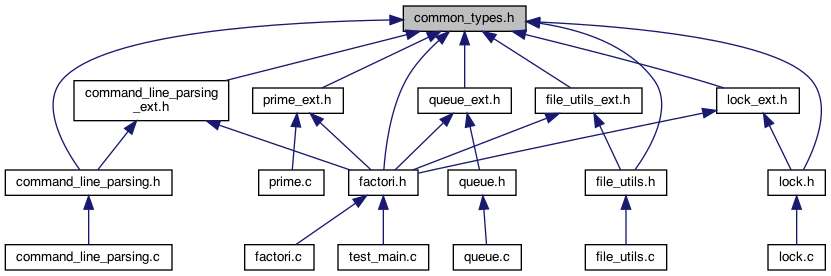 common_types.h
command_line_parsing
_ext.h
prime_ext.h
queue_ext.h
file_utils_ext.h
lock_ext.h
command_line_parsing.h
prime.c
factori.h
queue.h
file_utils.h
lock.h
command_line_parsing.c
factori.c
test_main.c
queue.c
file_utils.c
lock.c